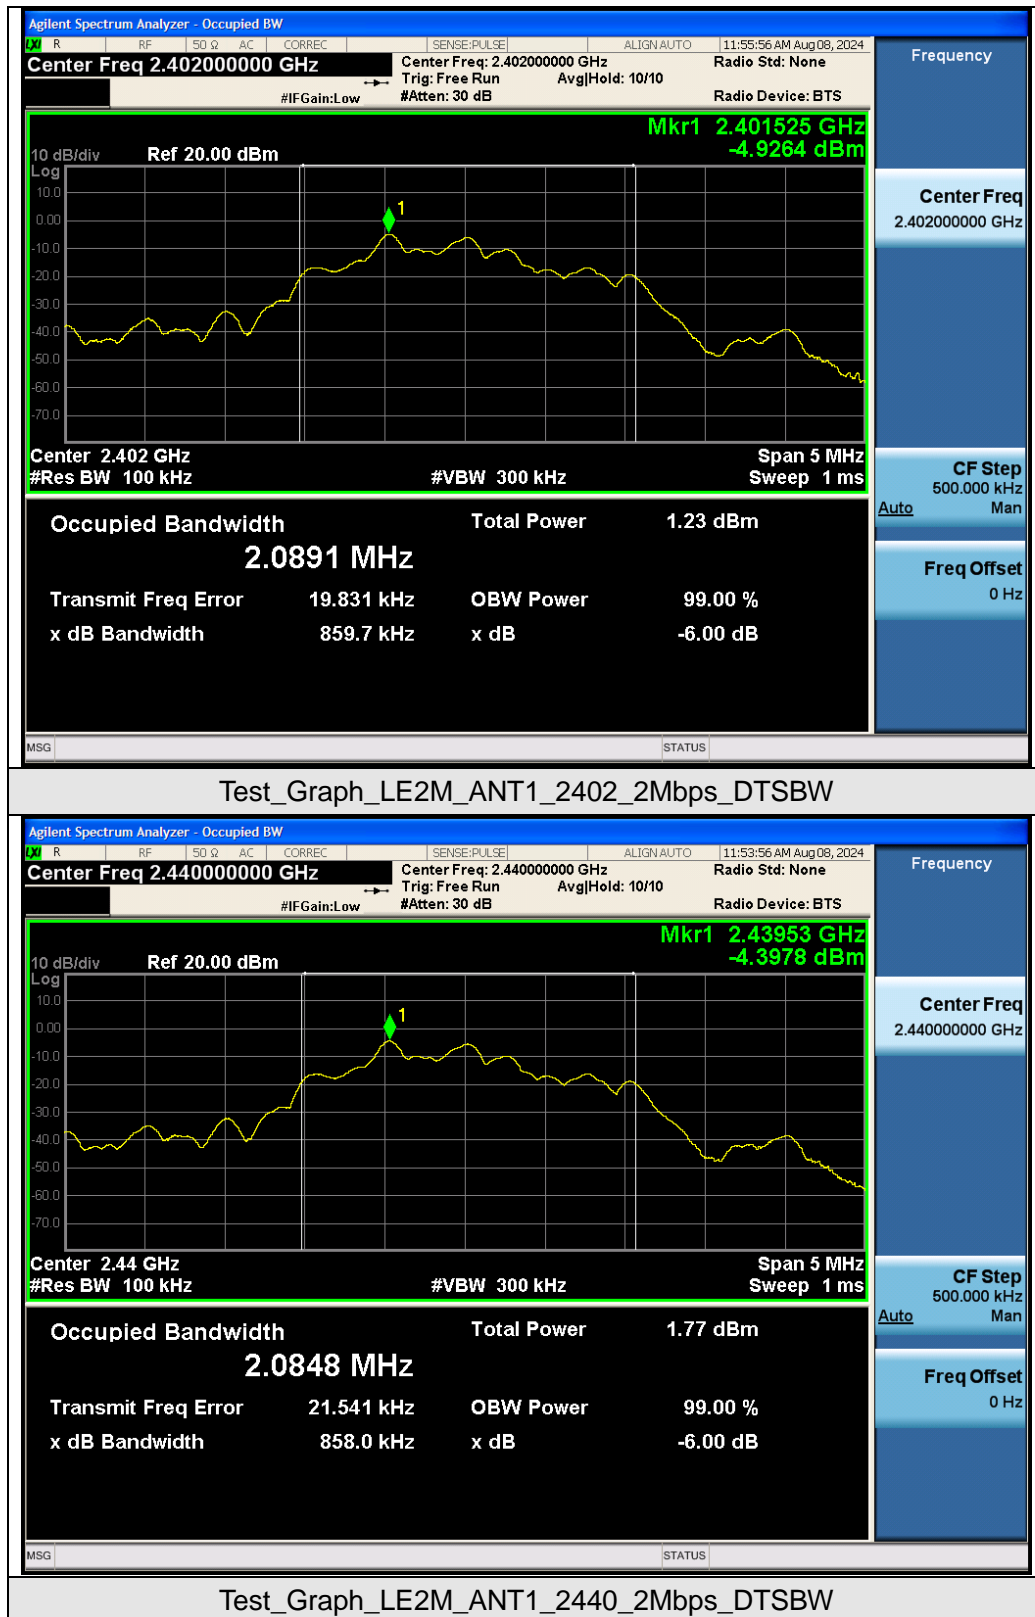 Agilent Spectrum Analyzer - Occupied BW
LXI R RF 50 Ω AC CORREC SENSE:PULSE ALIGN AUTO 11:55:56 AM Aug 08, 2024
Center Freq 2.402000000 GHz Center Freq: 2.402000000 GHz Radio Std: None
Trig: Free Run Avg|Hold: 10/10
#IFGain:Low #Atten: 30 dB Radio Device: BTS
Mkr1 2.401525 GHz
10 dB/div Ref 20.00 dBm -4.9264 dBm
Log
10.0
0.00
-10.0
-20.0
-30.0
-40.0
-50.0
-60.0
-70.0
1
Center 2.402 GHz Span 5 MHz
#Res BW 100 kHz #VBW 300 kHz Sweep 1 ms
Occupied Bandwidth Total Power 1.23 dBm
2.0891 MHz
Transmit Freq Error 19.831 kHz OBW Power 99.00 %
x dB Bandwidth 859.7 kHz x dB -6.00 dB
MSG STATUS
Frequency
Center Freq
2.402000000 GHz
CF Step
500.000 kHz
Auto Man
Freq Offset
0 Hz
Test_Graph_LE2M_ANT1_2402_2Mbps_DTSBW
Agilent Spectrum Analyzer - Occupied BW
LXI R RF 50 Ω AC CORREC SENSE:PULSE ALIGN AUTO 11:53:56 AM Aug 08, 2024
Center Freq 2.440000000 GHz Center Freq: 2.440000000 GHz Radio Std: None
Trig: Free Run Avg|Hold: 10/10
#IFGain:Low #Atten: 30 dB Radio Device: BTS
Mkr1 2.43953 GHz
10 dB/div Ref 20.00 dBm -4.3978 dBm
Log
10.0
0.00
-10.0
-20.0
-30.0
-40.0
-50.0
-60.0
-70.0
1
Center 2.44 GHz Span 5 MHz
#Res BW 100 kHz #VBW 300 kHz Sweep 1 ms
Occupied Bandwidth Total Power 1.77 dBm
2.0848 MHz
Transmit Freq Error 21.541 kHz OBW Power 99.00 %
x dB Bandwidth 858.0 kHz x dB -6.00 dB
MSG STATUS
Frequency
Center Freq
2.440000000 GHz
CF Step
500.000 kHz
Auto Man
Freq Offset
0 Hz
Test_Graph_LE2M_ANT1_2440_2Mbps_DTSBW